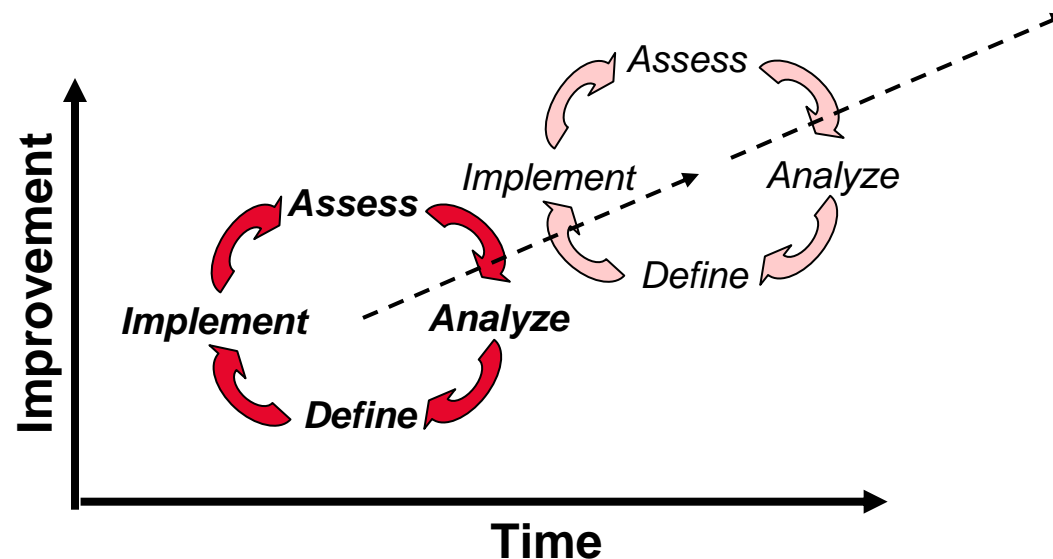 Improvement
Assess
Implement
Analyze
Define
Assess
Implement
Analyze
Define
Time